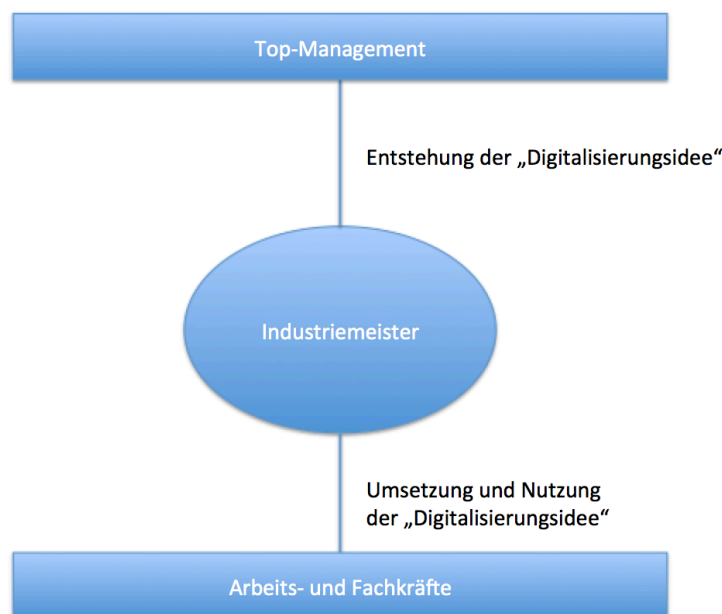 Top-Management
Entstehung der „Digitalisierungsidee“
Industriemeister
Umsetzung und Nutzung
der „Digitalisierungsidee“
Arbeits- und Fachkräfte